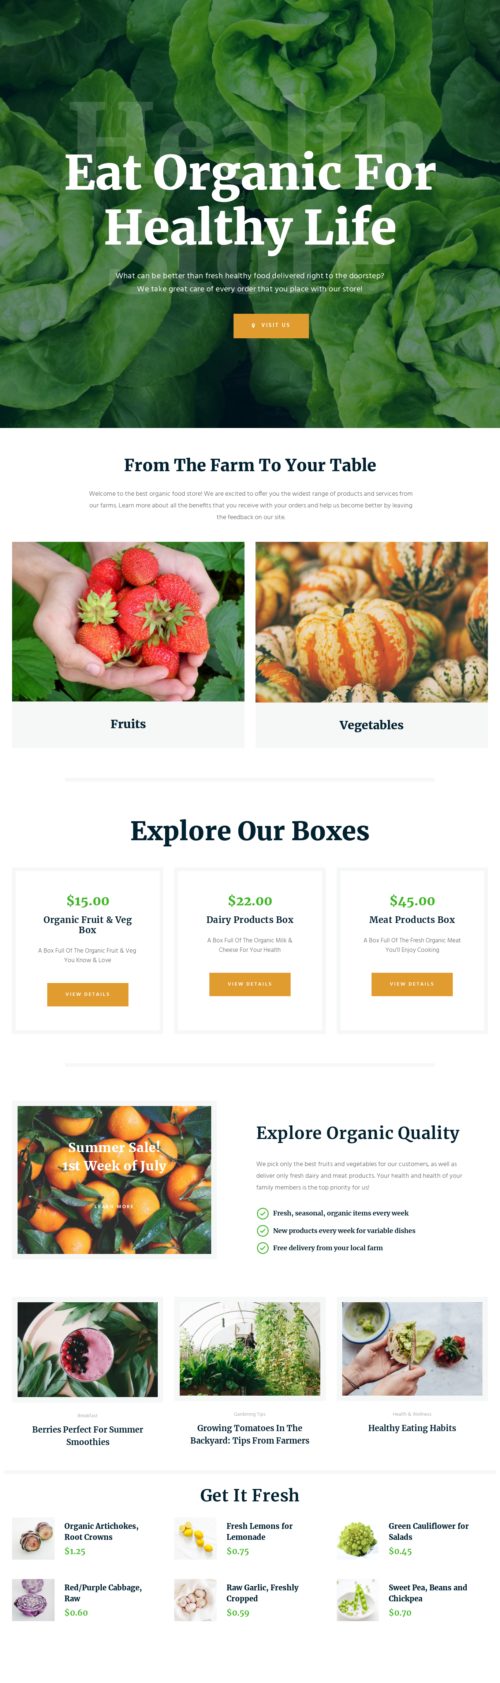 Health
Eat Organic For
Healthy Life
What can be better than fresh healthy food delivered right to the doorstep?
We take great care of every order that you place with our store!
VISIT US
From The Farm To Your Table
Welcome to the best organic food store! We are excited to offer you the widest range of products and services from
our farms. Learn more about all the benefits that you receive with your orders and help us become better by leaving
the feedback on our site.
Fruits
Vegetables
Explore Our Boxes
$15.00
Organic Fruit & Veg
Box
A Box Full Of The Organic Fruit & Veg
You Know & Love
VIEW DETAILS
$22.00
Dairy Products Box
A Box Full Of The Organic Milk &
Cheese For Your Health
VIEW DETAILS
$45.00
Meat Products Box
A Box Full Of The Fresh Organic Meat
You'll Enjoy Cooking
VIEW DETAILS
Summer Sale!
1st Week of July
LEARN MORE
Explore Organic Quality
We pick only the best fruits and vegetables for our customers, as well as
deliver only fresh dairy and meat products. Your health and health of your
family members is the top priority for us!
Fresh, seasonal, organic items every week
New products every week for variable dishes
Free delivery from your local farm
Breakfast
Berries Perfect For Summer
Smoothies
Gardening Tips
Growing Tomatoes In The
Backyard: Tips From Farmers
Health & Wellness
Healthy Eating Habits
Get It Fresh
Organic Artichokes,
Root Crowns
$1.25
Fresh Lemons for
Lemonade
$0.75
Green Cauliflower for
Salads
$0.45
Red/Purple Cabbage,
Raw
$0.60
Raw Garlic, Freshly
Cropped
$0.59
Sweet Pea, Beans and
Chickpea
$0.70